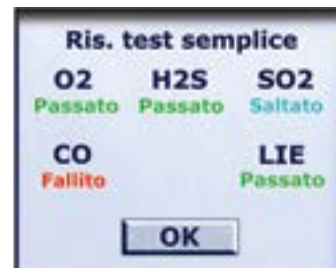 Ris. test semplice
O2 H2S SO2
Passato Passato Saltato
CO LIE
Fallito Passato
OK